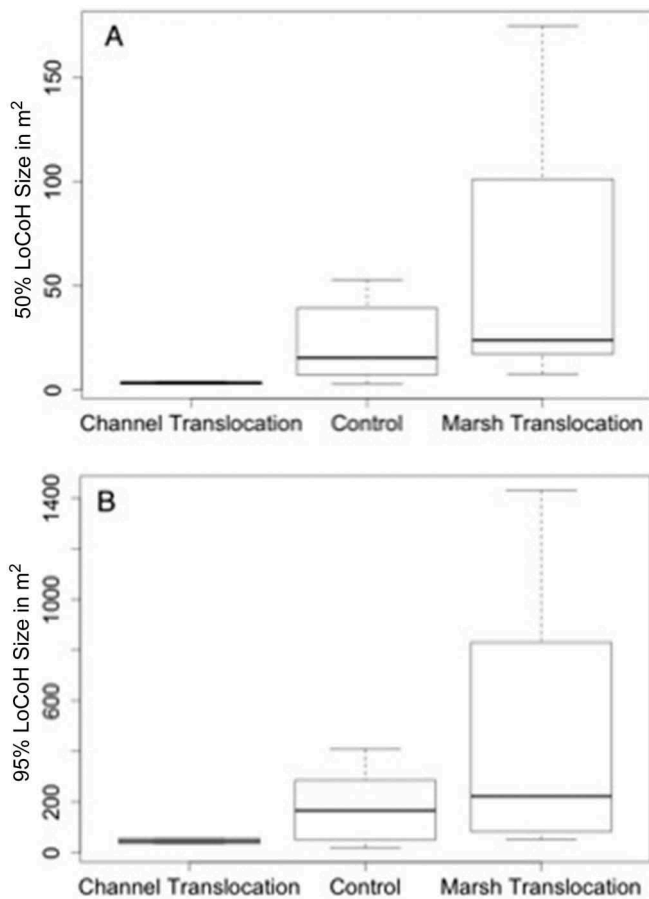 A
50% LoCoH Size in m²
150
100
50
0
Channel Translocation Control Marsh Translocation
B
95% LoCoH Size in m²
1400
1000
600
200
0
Channel Translocation Control Marsh Translocation